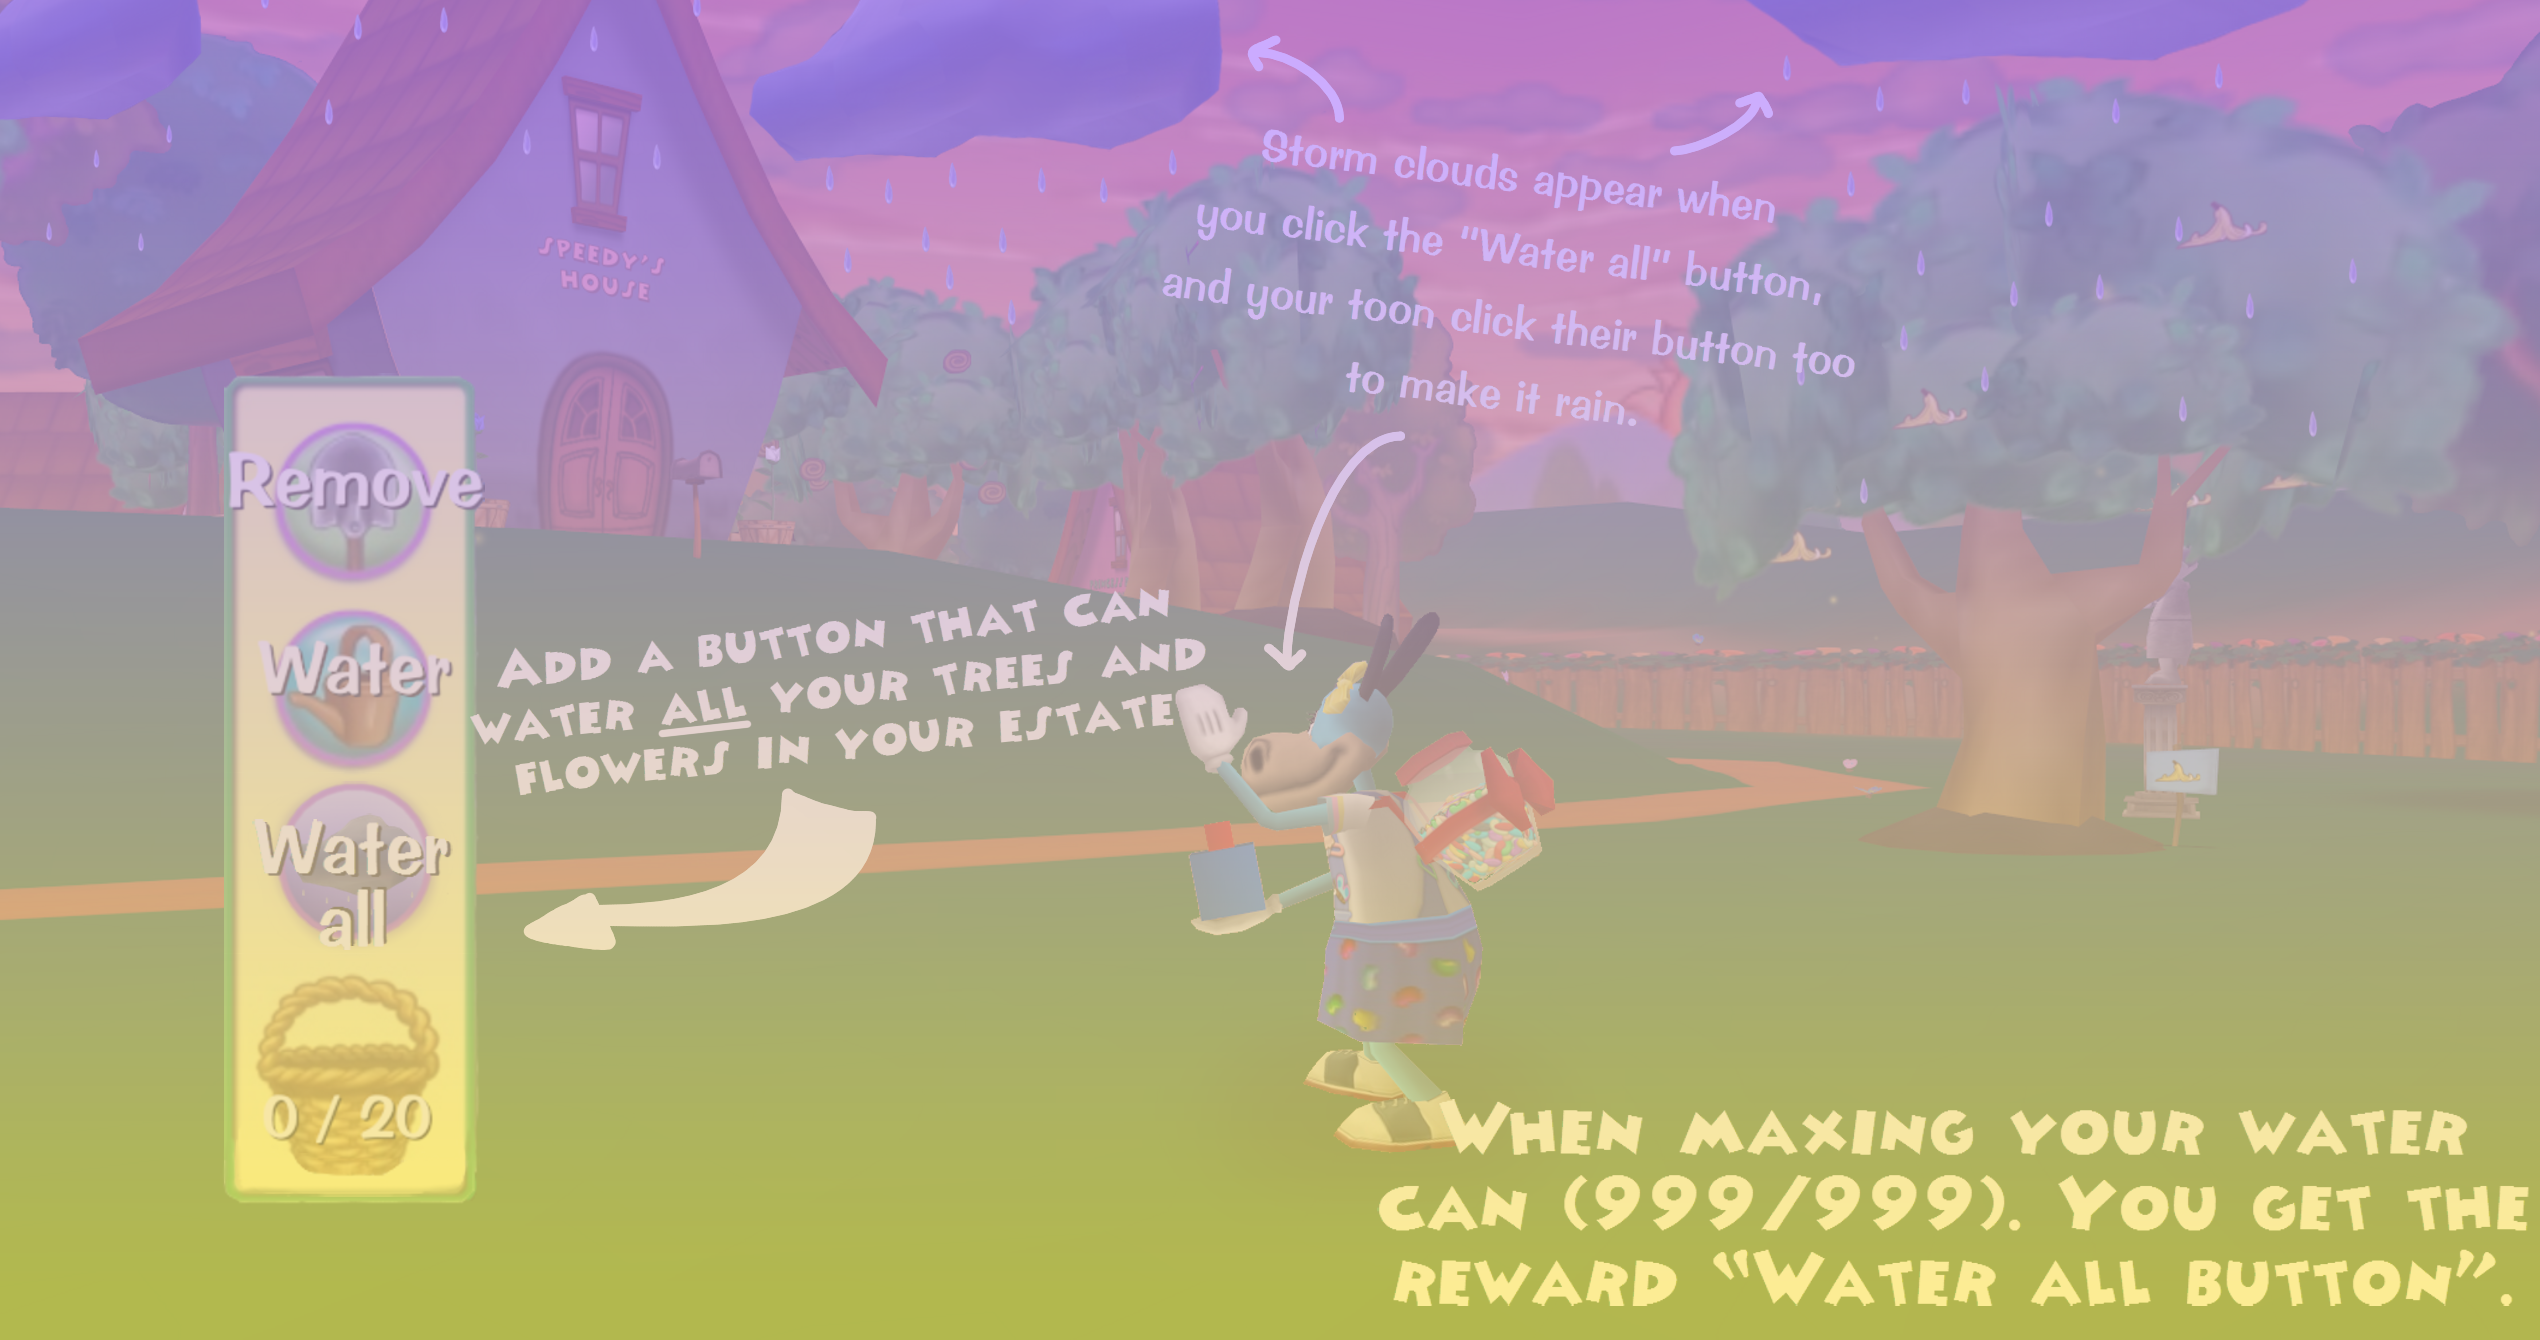 SPEEDY'S
HOUSE
Storm clouds appear when
you click the "Water all" button,
and your toon click their button too
to make it rain.
Remove
Water
Water
all
0 / 20
ADD A BUTTON THAT CAN
WATER ALL YOUR TREES AND
FLOWERS IN YOUR ESTATE
WHEN MAXING YOUR WATER
CAN (999/999). YOU GET THE
REWARD “WATER ALL BUTTON”.